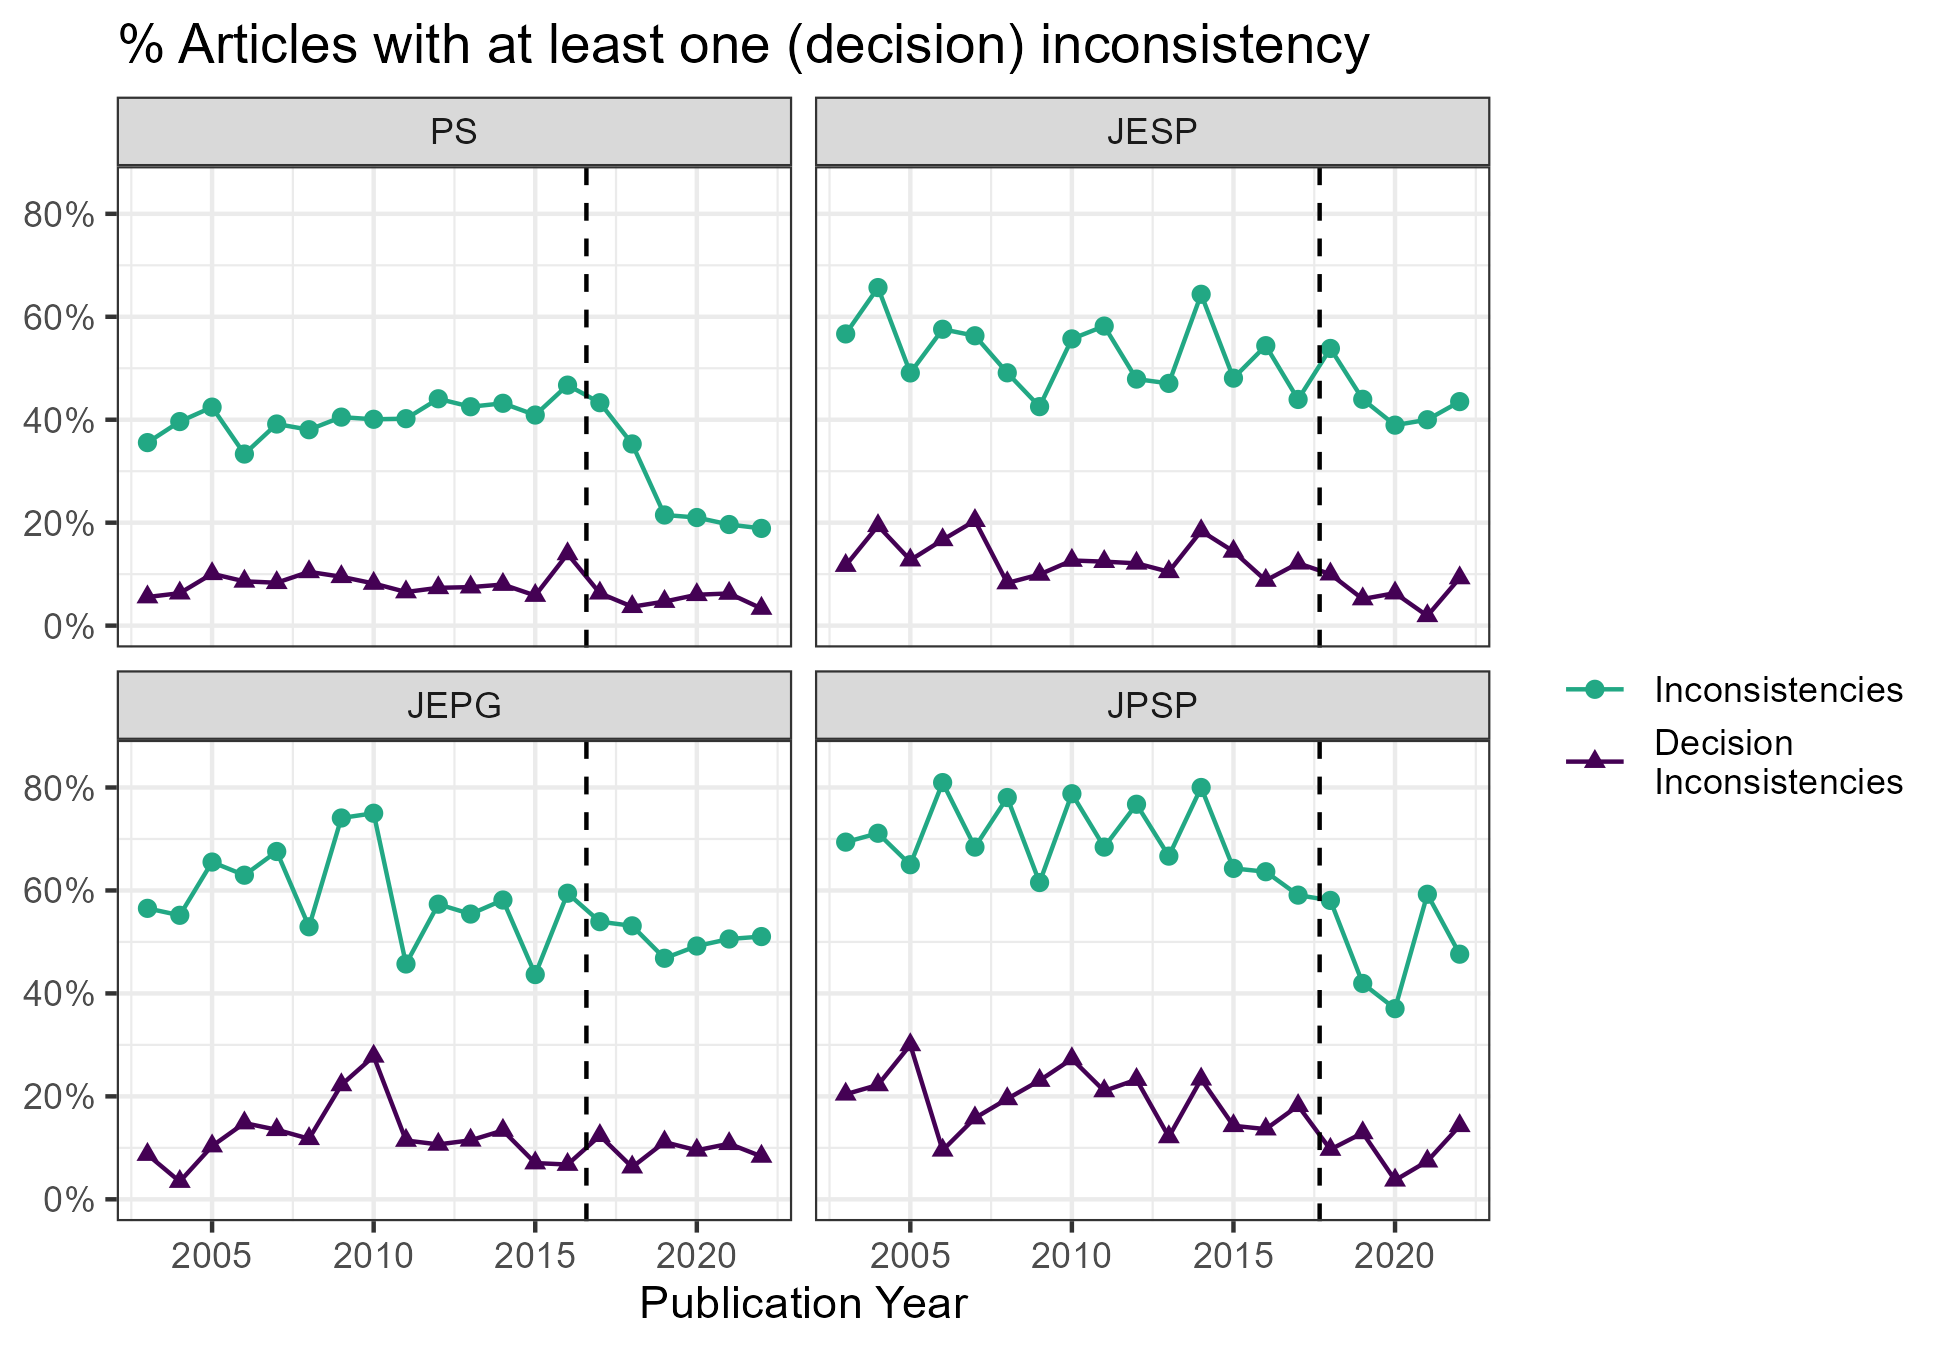 % Articles with at least one (decision) inconsistency
PS
JESP
80%
60%
40%
20%
0%
JEPG
JPSP
80%
60%
40%
20%
0%
2005 2010 2015 2020
2005 2010 2015 2020
Publication Year
Inconsistencies
Decision
Inconsistencies